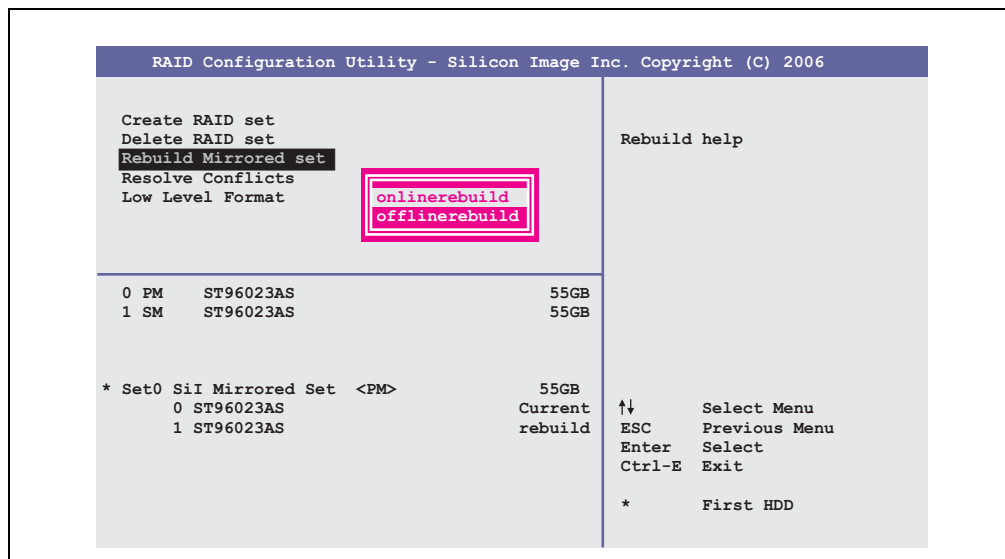 RAID Configuration Utility - Silicon Image Inc. Copyright (C) 2006
Create RAID set
Delete RAID set
Rebuild Mirrored set
Resolve Conflicts
Low Level Format
onlinerebuild
offlinerebuild
Rebuild help
0 PM ST96023AS 55GB
1 SM ST96023AS 55GB
* Set0 SiI Mirrored Set <PM> 55GB
0 ST96023AS Current
1 ST96023AS rebuild
↑↓ Select Menu
ESC Previous Menu
Enter Select
Ctrl-E Exit
* First HDD